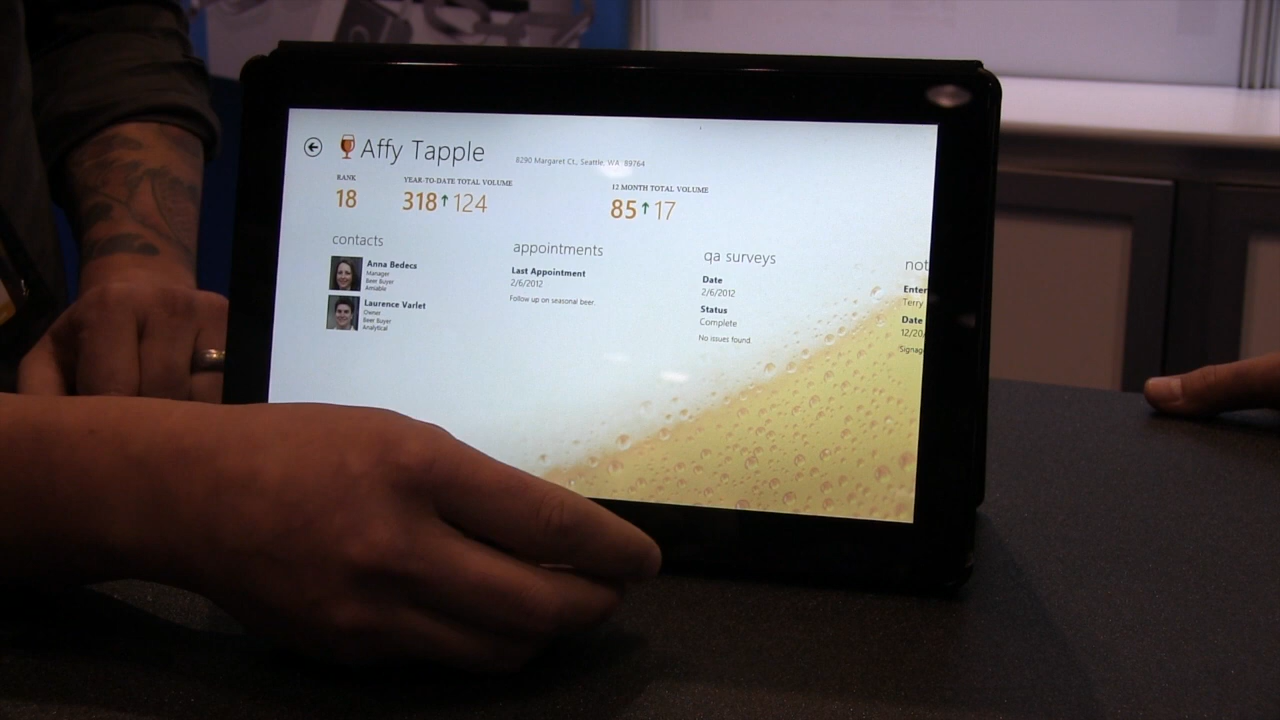 Affy Tapple
8290 Margaret Ct., Seattle, WA 89764
RANK
18
YEAR-TO-DATE TOTAL VOLUME
318 124
12 MONTH TOTAL VOLUME
85 17
contacts
Anna Bedecs
Manager
Beer Buyer
Amiable
Laurence Varlet
Owner
Beer Buyer
Analytical
appointments
Last Appointment
2/6/2012
Follow up on seasonal beer.
qa surveys
Date
2/6/2012
Status
Complete
No issues found.
not
Enter
Terry
Date
12/20
Signag